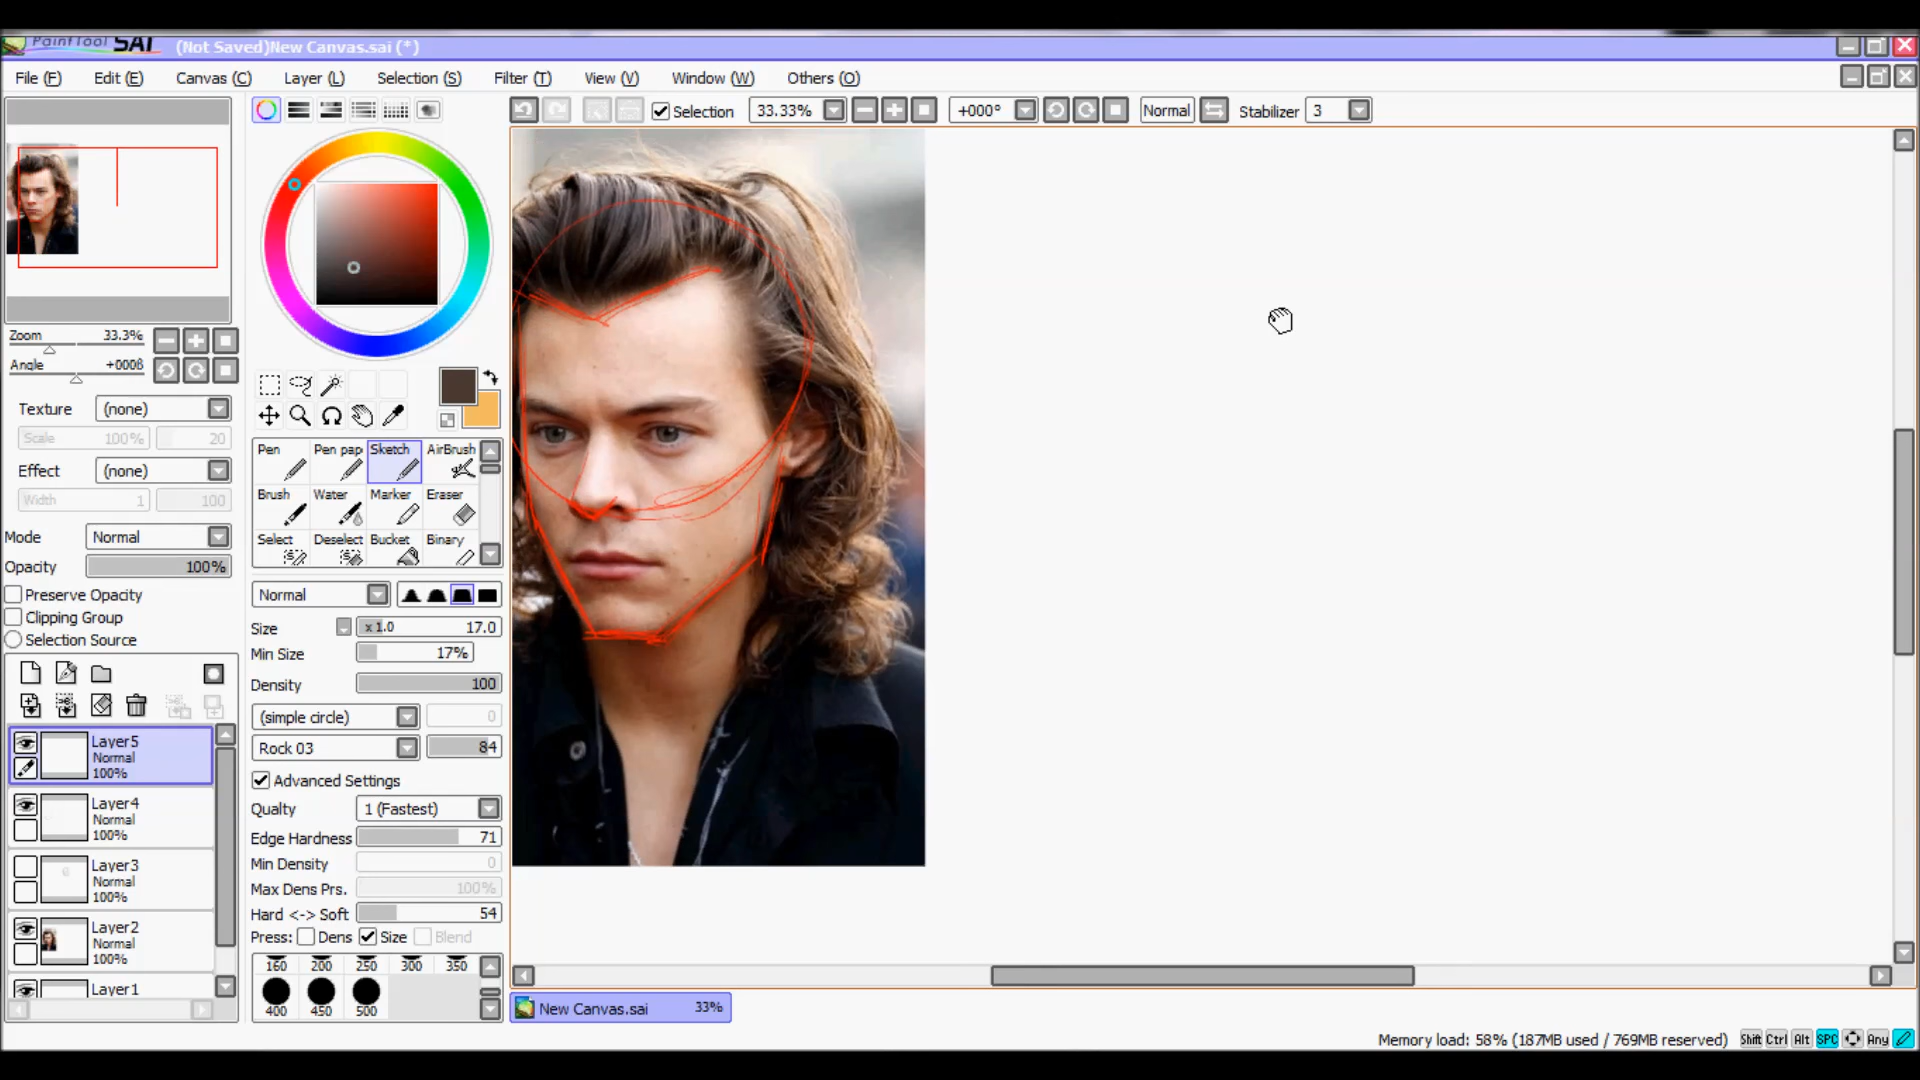 PaintTool SAI (Not Saved)New Canvas.sai (*)
File (F) Edit (E) Canvas (C) Layer (L) Selection (S) Filter (T) View (V) Window (W) Others (O)
Selection 33.33% +000° Normal Stabilizer 3
Zoom 33.3%
Angle +000δ
Texture (none)
Scale 100% 20
Effect (none)
Width 1 100
Mode Normal
Opacity 100%
Preserve Opacity
Clipping Group
Selection Source
Layer5
Normal
100%
Layer4
Normal
100%
Layer3
Normal
100%
Layer2
Normal
100%
Layer1
Pen Pen pap Sketch AirBrush
Brush Water Marker Eraser
Select Deselect Bucket Binary
Normal
Size x 1.0 17.0
Min Size 17%
Density 100
(simple circle) 0
Rock 03 84
Advanced Settings
Qualty 1 (Fastest)
Edge Hardness 71
Min Density 0
Max Dens Prs. 100%
Hard <-> Soft 54
Press: Dens Size Blend
160 200 250 300 350
400 450 500
New Canvas.sai 33%
Memory load: 58% (187MB used / 769MB reserved) Shift Ctrl Alt SPC Any